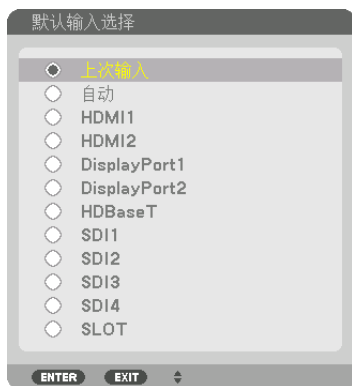 默认输入选择
上次输入
自动
HDMI1
HDMI2
DisplayPort1
DisplayPort2
HDBaseT
SDI1
SDI2
SDI3
SDI4
SLOT
ENTER EXIT